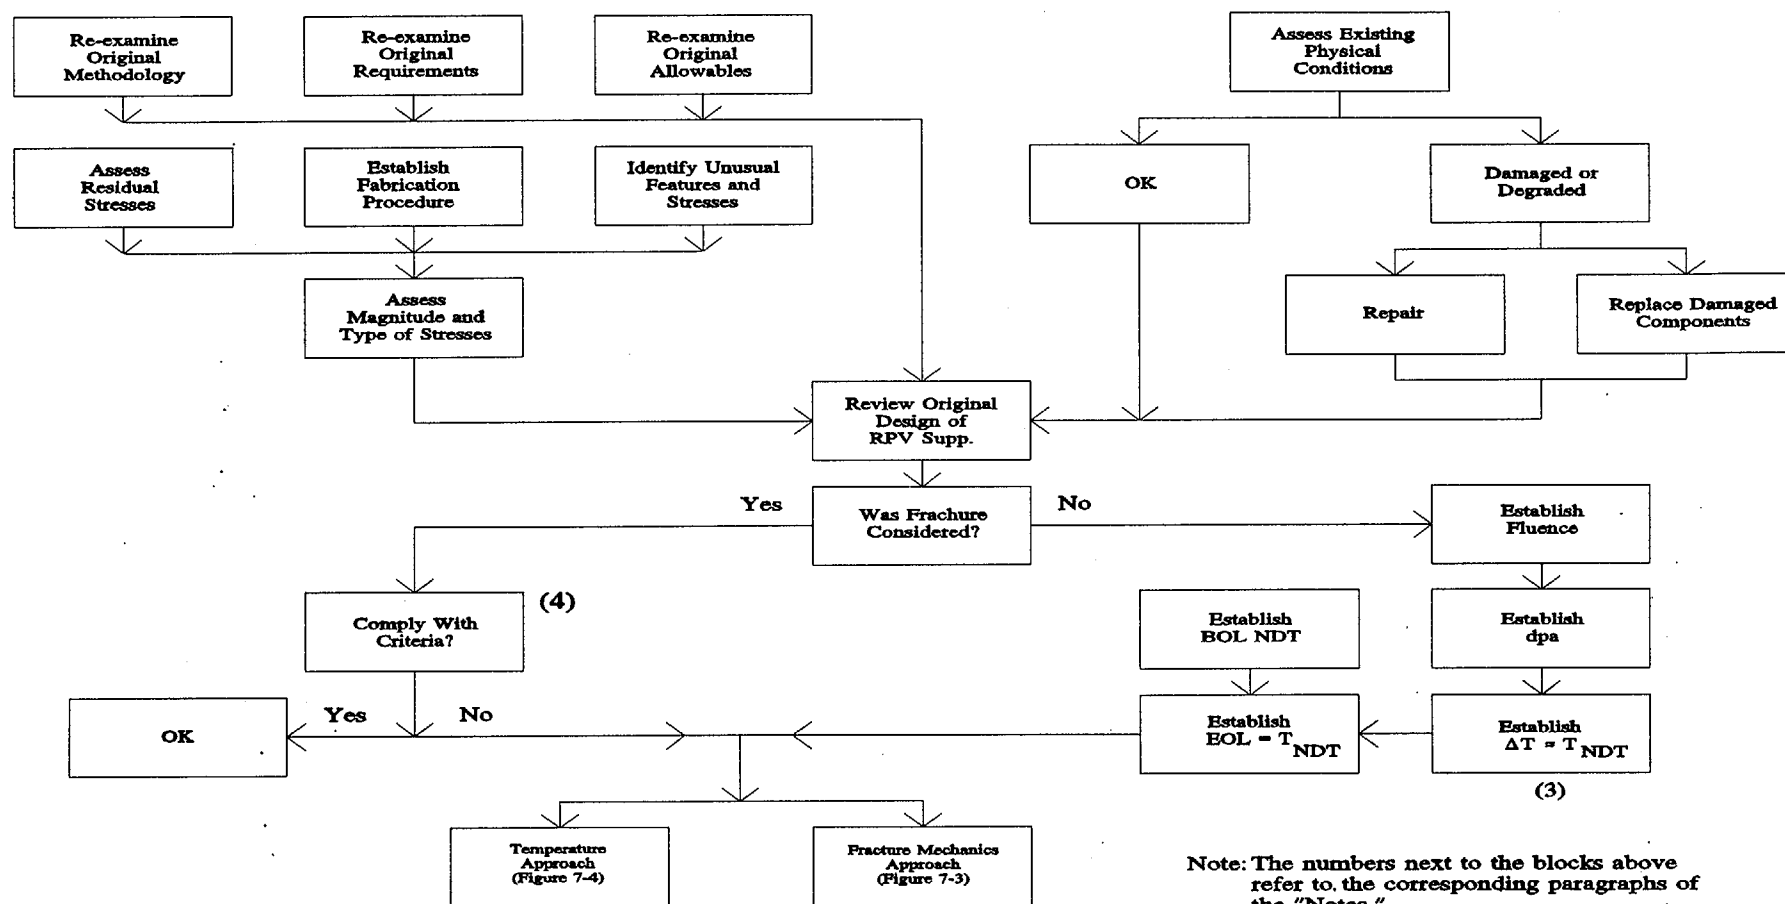 Re-examine
Original
Methodology
Re-examine
Original
Requirements
Re-examine
Original
Allowables
Assess Existing
Physical
Conditions
Assess
Residual
Stresses
Establish
Fabrication
Procedure
Identify Unusual
Features and
Stresses
OK
Damaged or
Degraded
Assess
Magnitude and
Type of Stresses
Repair
Replace Damaged
Components
Review Original
Design of
RPV Supp.
Yes
Was Frachure
Considered?
No
Establish
Fluence
Comply With
Criteria?
(4)
Establish
BOL NDT
Establish
dpa
OK
Yes
No
Establish
EOL = T NDT
Establish
ΔT = T NDT
(3)
Temperature
Approach
(Figure 7-4)
Fracture Mechanics
Approach
(Figure 7-3)
Note: The numbers next to the blocks above
refer to. the corresponding paragraphs of
the "Notes."